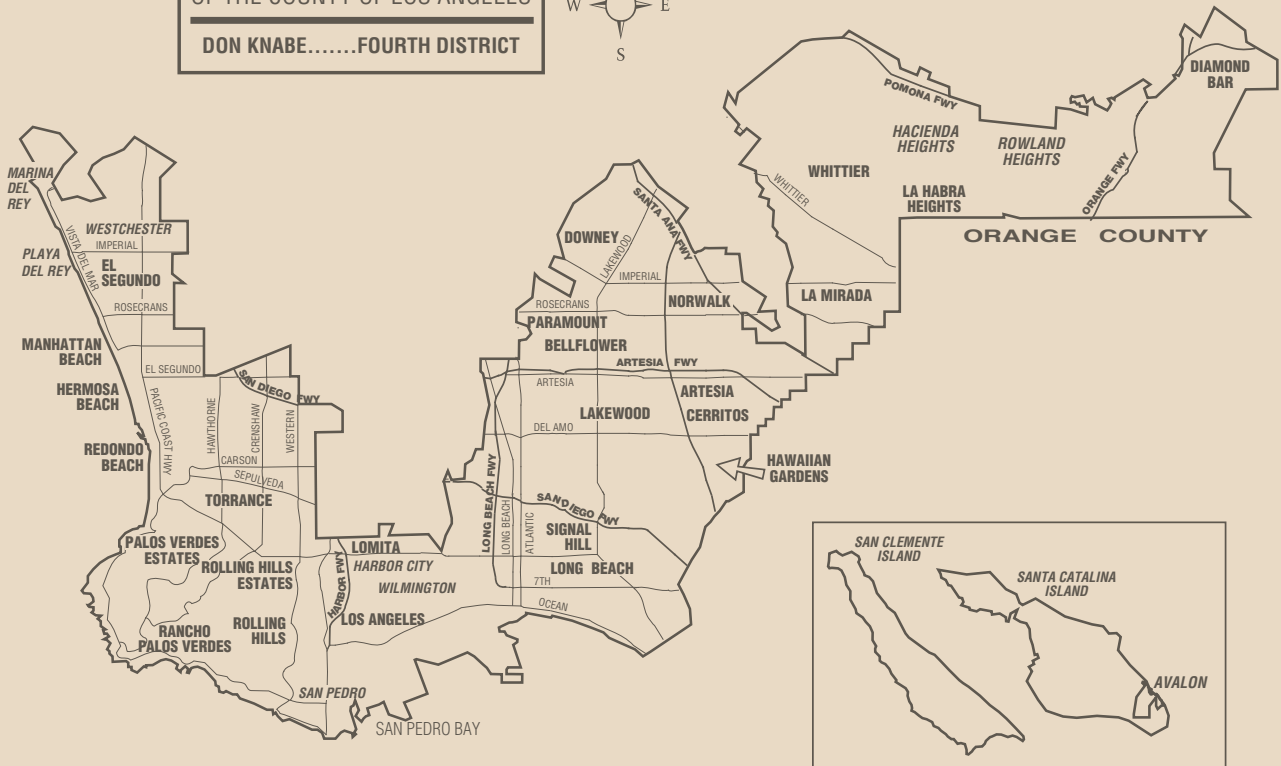 OF THE COUNTY OF LOS ANGELES
DON KNABE.......FOURTH DISTRICT
W
E
S
DIAMOND
BAR
POMONA FWY
HACIENDA
HEIGHTS
ROWLAND
HEIGHTS
WHITTIER
WHITTIER
LA HABRA
HEIGHTS
ORANGE FWY
ORANGE COUNTY
LA MIRADA
MARINA
DEL
REY
WESTCHESTER
IMPERIAL
PLAYA
DEL REY
VISTA DEL MAR
EL
SEGUNDO
ROSECRANS
MANHATTAN
BEACH
EL SEGUNDO
HERMOSA
BEACH
SAN DIEGO FWY
PACIFIC COAST HWY
HAWTHORNE
CRENSHAW
WESTERN
REDONDO
BEACH
CARSON
SEPULVEDA
TORRANCE
PALOS VERDES
ESTATES
ROLLING HILLS
ESTATES
LOMITA
HARBOR CITY
HARBOR FWY
WILMINGTON
LOS ANGELES
ROLLING
HILLS
RANCHO
PALOS VERDES
SAN PEDRO
SAN PEDRO BAY
SANTA ANA FWY
DOWNEY
LAKEWOOD
IMPERIAL
ROSECRANS
NORWALK
PARAMOUNT
BELLFLOWER
ARTESIA FWY
ARTESIA
ARTESIA
LAKEWOOD
CERRITOS
DEL AMO
HAWAIIAN
GARDENS
LONG BEACH FWY
LONG BEACH
ATLANTIC
SAN DIEGO FWY
SIGNAL
HILL
LONG BEACH
7TH
OCEAN
SAN CLEMENTE
ISLAND
SANTA CATALINA
ISLAND
AVALON